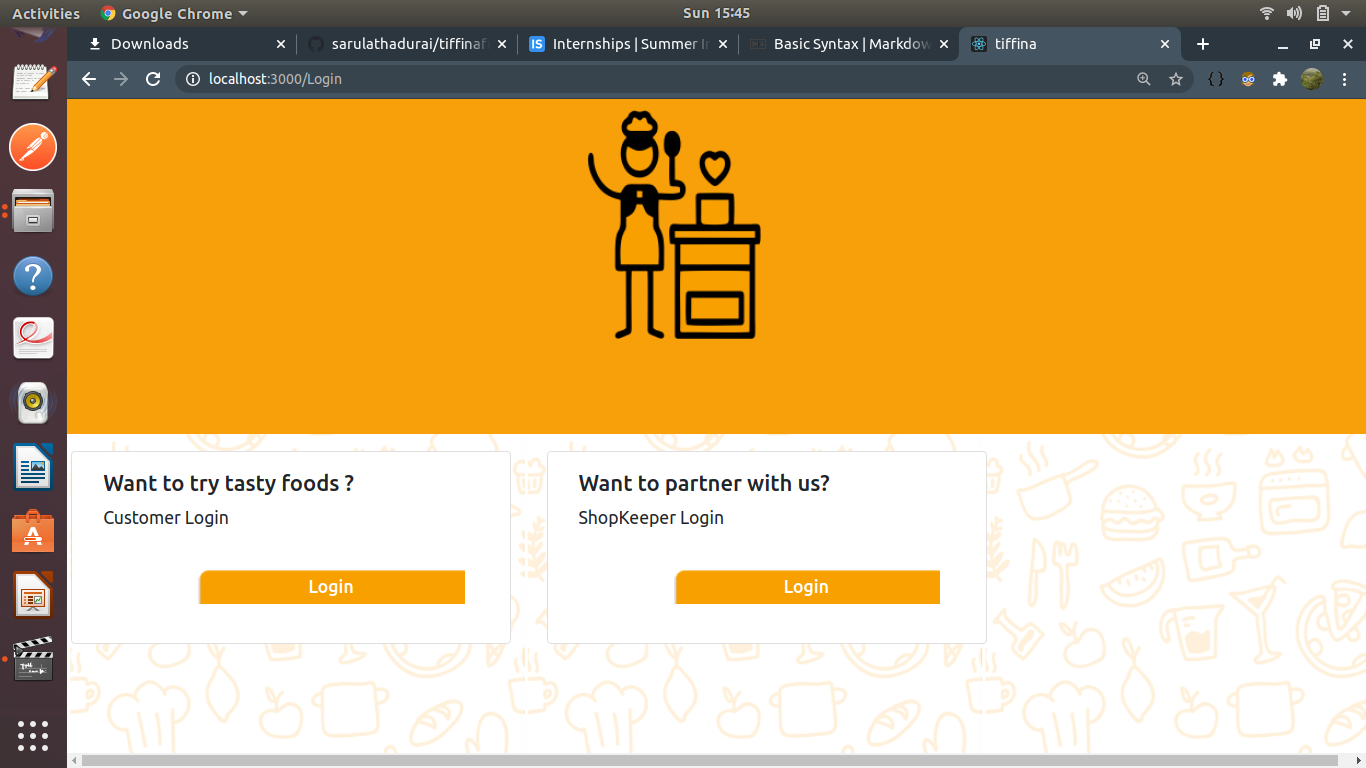 Activities Google Chrome Sun 15:45
Downloads sarulathadurai/tiffinaf IS Internships | Summer In Basic Syntax | Markdow tiffina
localhost:3000/Login
Want to try tasty foods ?
Customer Login
Login
Want to partner with us?
ShopKeeper Login
Login